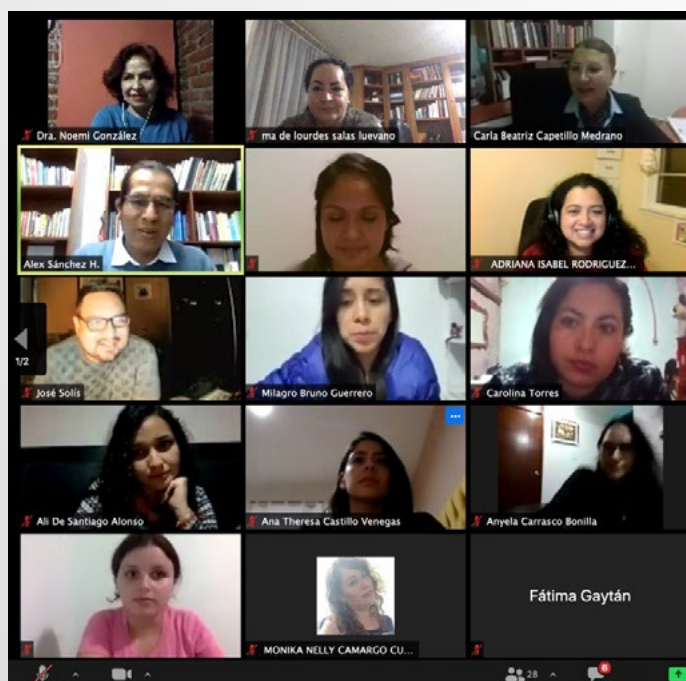 Dra. Noemi González
ma de lourdes salas luevano
Carla Beatriz Capetillo Medrano
Alex Sánchez H.
ADRIANA ISABEL RODRIGUEZ...
1/2
José Solís
Milagro Bruno Guerrero
Carolina Torres
Ali De Santiago Alonso
Ana Theresa Castillo Venegas
Anyela Carrasco Bonilla
MONIKA NELLY CAMARGO CU...
Fátima Gaytán
28
6